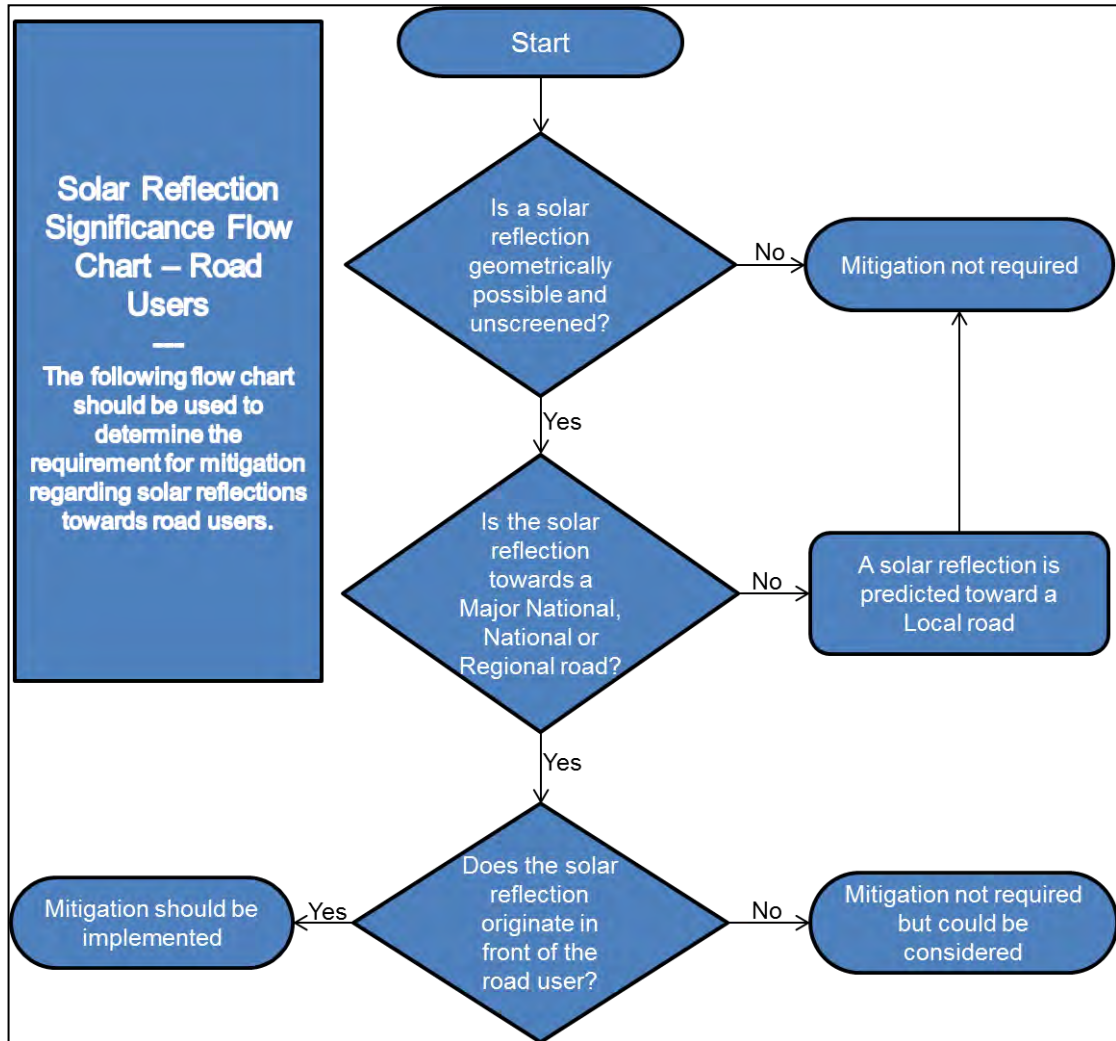 Solar Reflection
Significance Flow
Chart – Road
Users
—
The following flow chart
should be used to
determine the
requirement for mitigation
regarding solar reflections
towards road users.
Start
Is a solar
reflection
geometrically
possible and
unscreened?
No
Mitigation not required
Yes
Is the solar
reflection
towards a
Major National,
National or
Regional road?
No
A solar reflection is
predicted toward a
Local road
Yes
Does the solar
reflection
originate in
front of the
road user?
Yes
Mitigation should be
implemented
No
Mitigation not required
but could be
considered